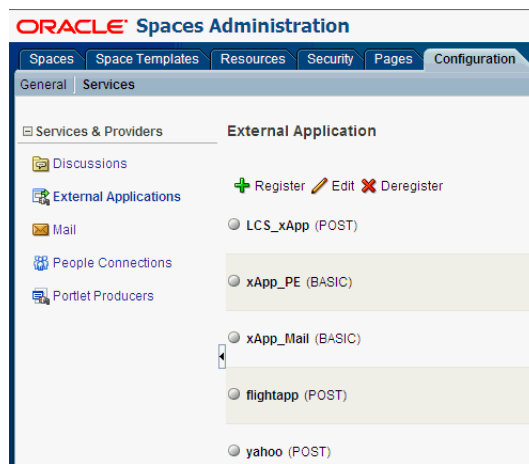 ORACLE Spaces Administration
Spaces Space Templates Resources Security Pages Configuration
General Services
Services & Providers
Discussions
External Applications
Mail
People Connections
Portlet Producers
External Application
Register Edit Deregister
LCS_xApp (POST)
xApp_PE (BASIC)
xApp_Mail (BASIC)
flightapp (POST)
yahoo (POST)